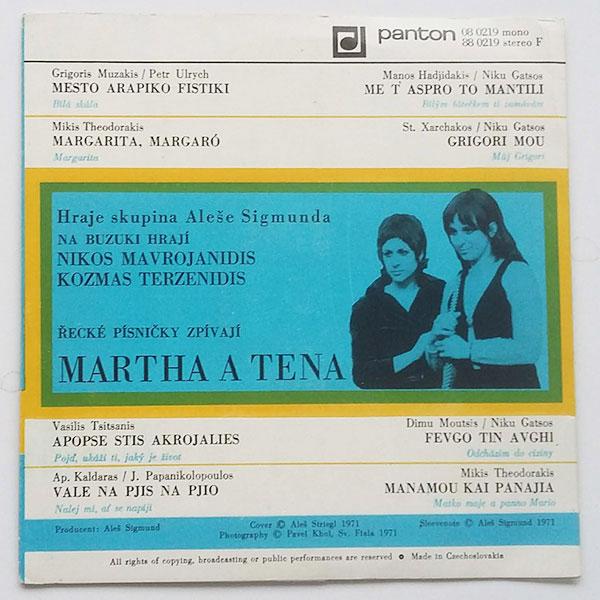 panton
08 0219 mono
88 0219 stereo F
Grigoris Muzakis / Petr Ulrych
MESTO ARAPIKO FISTIKI
Bílá skála
Manos Hadjidakis / Niku Gatsos
ME T' ASPRO TO MANTILI
Bílým šátečkem ti zamávám
Mikis Theodorakis
MARGARITA, MARGARÓ
Margarita
St. Xarchakos / Niku Gatsos
GRIGORI MOU
Můj Grigori
Hraje skupina Aleše Sigmunda
NA BUZUKI HRAJÍ
NIKOS MAVROJANIDIS
KOZMAS TERZENIDIS
ŘECKÉ PÍSNIČKY ZPÍVAJÍ
MARTHA A TENA
Vasilis Tsitsanis
APOPSE STIS AKROJALIES
Pojď, ukáži ti, jaký je život
Dimu Moutsis / Niku Gatsos
FEVGO TIN AVGHI
Odcházím do ciziny
Ap. Kaldaras / J. Papanikolopoulos
VALE NA PJIS NA PJIO
Nalej mi, ať se napiji
Mikis Theodorakis
MANAMOU KAI PANAJIA
Matko moje a panno Mario
Producent: Aleš Sigmund
Cover © Aleš Striegl 1971
Photography © Pavel Khol, Sv. Fiala 1971
Sleevenote © Aleš Sigmund 1971
All rights of copying, broadcasting or public performances are reserved • Made in Czechoslovakia